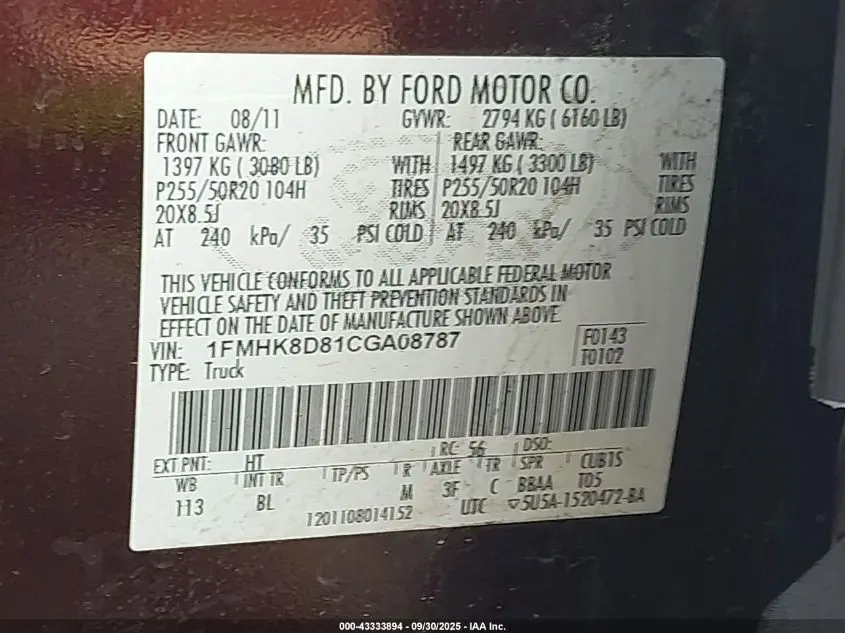 MFD. BY FORD MOTOR CO.
DATE: 08/11 GVWR: 2794 KG ( 6160 LB)
FRONT GAWR: REAR GAWR:
1397 KG ( 3080 LB) WITH 1497 KG ( 3300 LB) WITH
P255/50R20 104H TIRES P255/50R20 104H TIRES
20X8.5J RIMS 20X8.5J RIMS
AT 240 kPa/ 35 PSI COLD AT 240 kPa/ 35 PSI COLD
THIS VEHICLE CONFORMS TO ALL APPLICABLE FEDERAL MOTOR
VEHICLE SAFETY AND THEFT PREVENTION STANDARDS IN
EFFECT ON THE DATE OF MANUFACTURE SHOWN ABOVE.
VIN: 1FMHK8D81CGA08787 F0143
TYPE: Truck T0102
EXT PNT: HT RC: 56 DSO:
WB INT TR TP/PS R AXLE TR SPR CUBTS
113 BL M 3F C BBAA T05
1201108014152 UTC ▽5U5A-1520472-BA
000-43333894 - 09/30/2025 - IAA Inc.